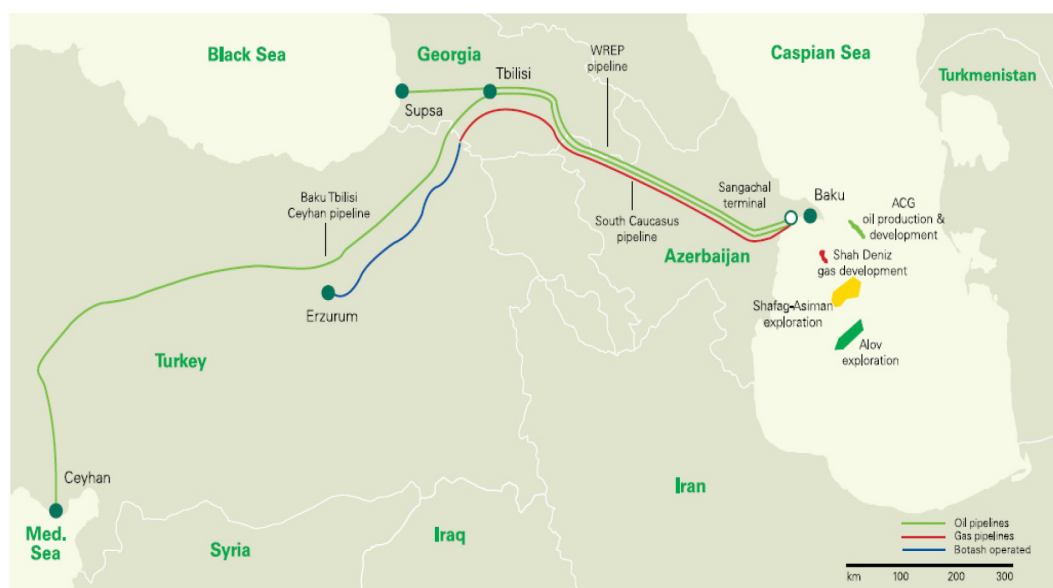 Black Sea
Georgia
WREP
pipeline
Caspian Sea
Turkmenistan
Tbilisi
Supsa
Baku Tbilisi
Ceyhan pipeline
South Caucasus
pipeline
Sangachal
terminal
Baku
ACG
oil production &
development
Azerbaijan
Shah Deniz
gas development
Shafag-Asiman
exploration
Alov
exploration
Erzurum
Turkey
Ceyhan
Med.
Sea
Syria
Iraq
Iran
Oil pipelines
Gas pipelines
Botash operated
km 100 200 300